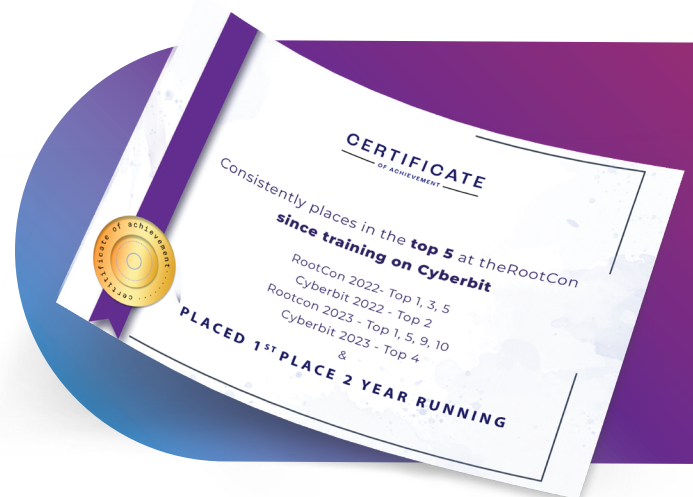 CERTIFICATE
OF ACHIEVEMENT
Consistently places in the top 5 at theRootCon
since training on Cyberbit
RootCon 2022- Top 1, 3, 5
Cyberbit 2022 - Top 2
Rootcon 2023 - Top 1, 5, 9, 10
Cyberbit 2023 - Top 4
&
PLACED 1ST PLACE 2 YEAR RUNNING
certificate of achievement